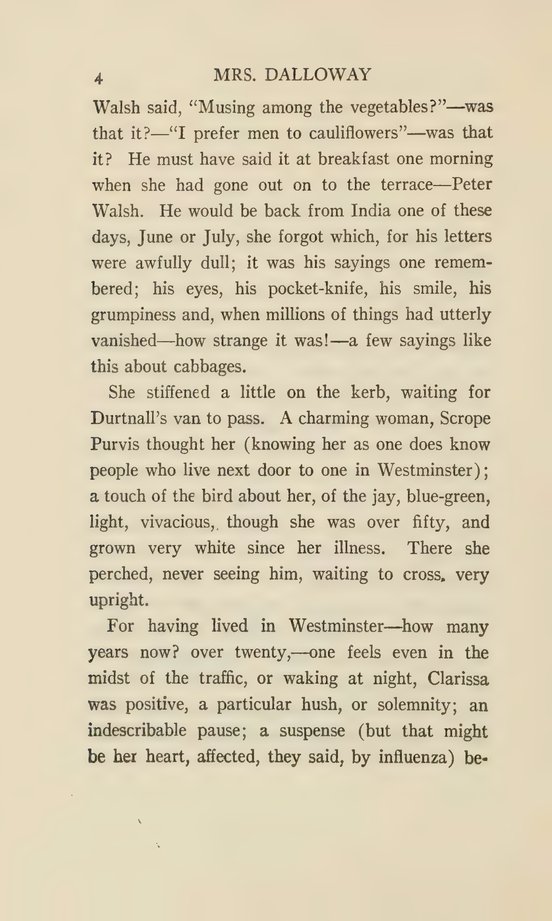 4 MRS. DALLOWAY
Walsh said, "Musing among the vegetables?"—was
that it?—"I prefer men to cauliflowers"—was that
it? He must have said it at breakfast one morning
when she had gone out on to the terrace—Peter
Walsh. He would be back from India one of these
days, June or July, she forgot which, for his letters
were awfully dull; it was his sayings one remem-
bered; his eyes, his pocket-knife, his smile, his
grumpiness and, when millions of things had utterly
vanished—how strange it was!—a few sayings like
this about cabbages.
She stiffened a little on the kerb, waiting for
Durtnall's van to pass. A charming woman, Scrope
Purvis thought her (knowing her as one does know
people who live next door to one in Westminster);
a touch of the bird about her, of the jay, blue-green,
light, vivacious, though she was over fifty, and
grown very white since her illness. There she
perched, never seeing him, waiting to cross, very
upright.
For having lived in Westminster—how many
years now? over twenty,—one feels even in the
midst of the traffic, or waking at night, Clarissa
was positive, a particular hush, or solemnity; an
indescribable pause; a suspense (but that might
be her heart, affected, they said, by influenza) be-